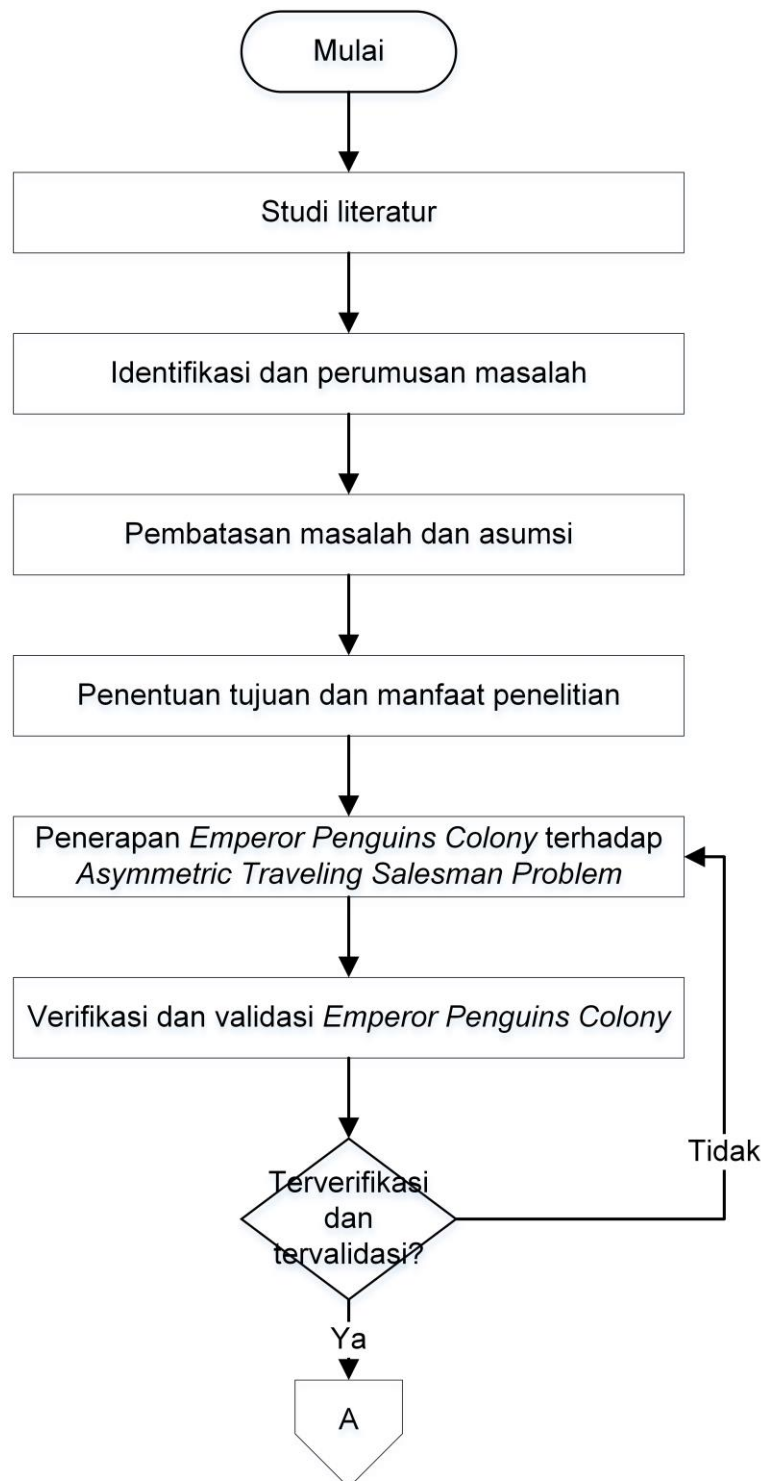 Mulai
Studi literatur
Identifikasi dan perumusan masalah
Pembatasan masalah dan asumsi
Penentuan tujuan dan manfaat penelitian
Penerapan Emperor Penguins Colony terhadap
Asymmetric Traveling Salesman Problem
Verifikasi dan validasi Emperor Penguins Colony
Terverifikasi
dan
tervalidasi?
Tidak
Ya
A